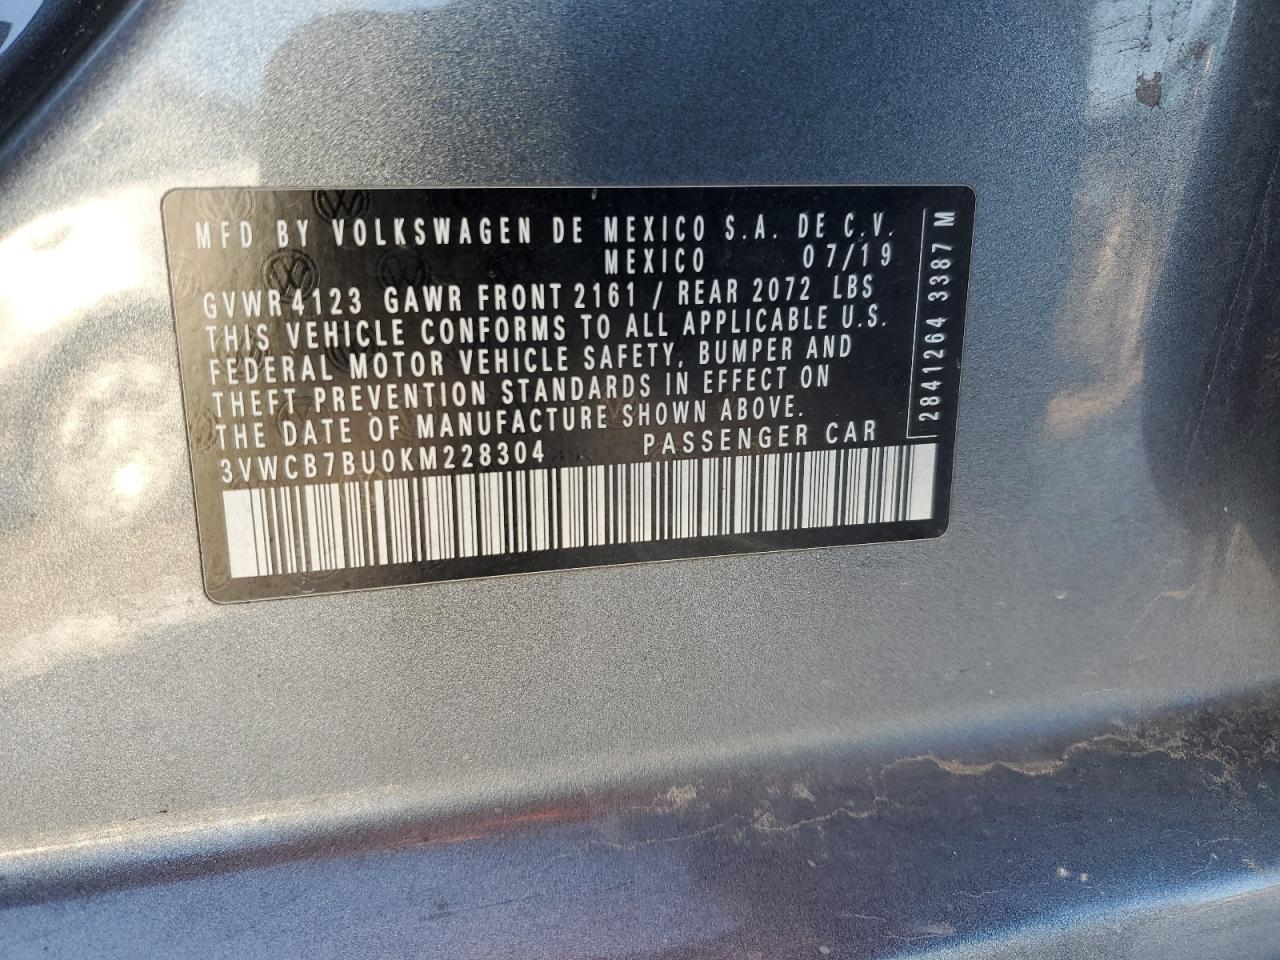 MFD BY VOLKSWAGEN DE MEXICO S.A. DE C.V.
MEXICO 07/19
GVWR 4123 GAWR FRONT 2161 / REAR 2072 LBS
THIS VEHICLE CONFORMS TO ALL APPLICABLE U.S.
FEDERAL MOTOR VEHICLE SAFETY, BUMPER AND
THEFT PREVENTION STANDARDS IN EFFECT ON
THE DATE OF MANUFACTURE SHOWN ABOVE.
3VWCB7BU0KM228304 PASSENGER CAR
2841264 3387 M